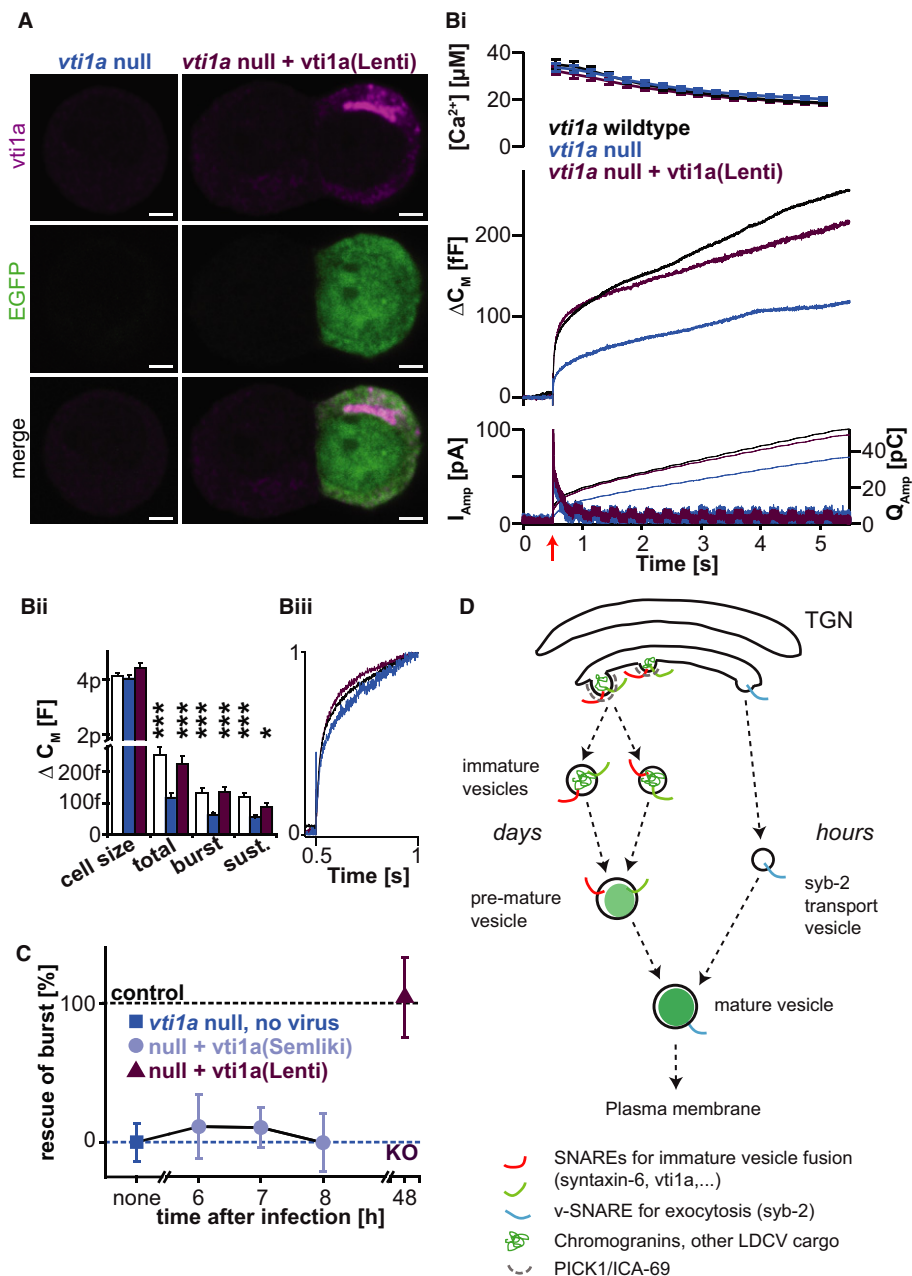 A
vti1a null
vti1a null + vti1a(Lenti)
vti1a
EGFP
merge
Bi
[Ca²⁺] [µM]
40
20
0
vti1a wildtype
vti1a null
vti1a null + vti1a(Lenti)
ΔC_M [fF]
200
100
0
I_Amp [pA]
100
0
Q_Amp [pC]
40
20
0
0 1 2 3 4 5
Time [s]
Bii
Δ C_M [F]
4p
2p
200f
100f
0
*** *** *** *** *** *
cell size
total
burst
sust.
Biii
1
0
0.5 1
Time [s]
C
rescue of burst [%]
100
0
control
vti1a null, no virus
null + vti1a(Semliki)
null + vti1a(Lenti)
KO
none 6 7 8 48
time after infection [h]
D
TGN
immature
vesicles
days
hours
pre-mature
vesicle
syb-2
transport
vesicle
mature vesicle
Plasma membrane
SNAREs for immature vesicle fusion
(syntaxin-6, vti1a,...)
v-SNARE for exocytosis (syb-2)
Chromogranins, other LDCV cargo
PICK1/ICA-69